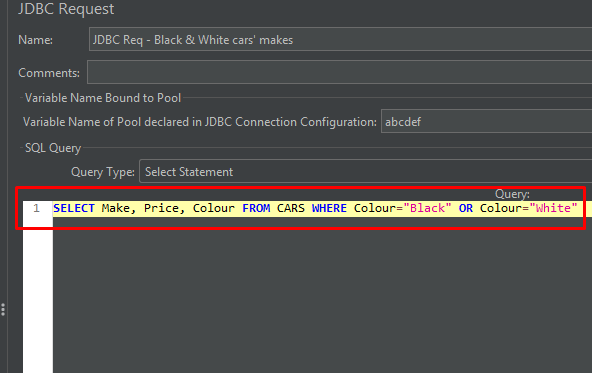 JDBC Request
Name: JDBC Req - Black & White cars' makes
Comments:
Variable Name Bound to Pool
Variable Name of Pool declared in JDBC Connection Configuration: abcdef
SQL Query
Query Type: Select Statement
Query:
1 SELECT Make, Price, Colour FROM CARS WHERE Colour="Black" OR Colour="White"